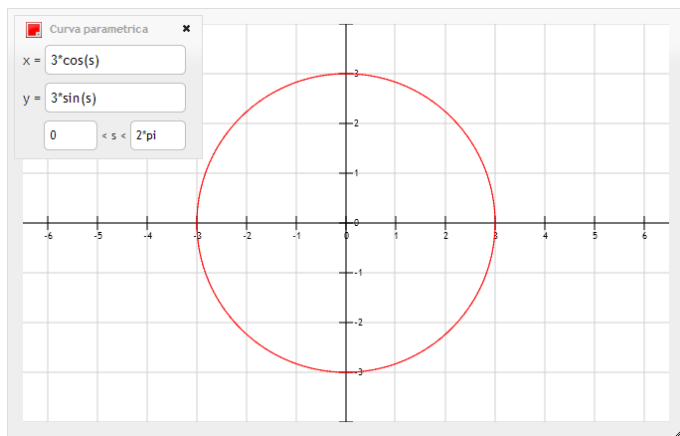 Curva parametrica ✖
x = 3*cos(s)
y = 3*sin(s)
0 < s < 2*pi
3
2
1
0
-6 -5 -4 -3 -2 -1 0 1 2 3 4 5 6
-1
-2
-3